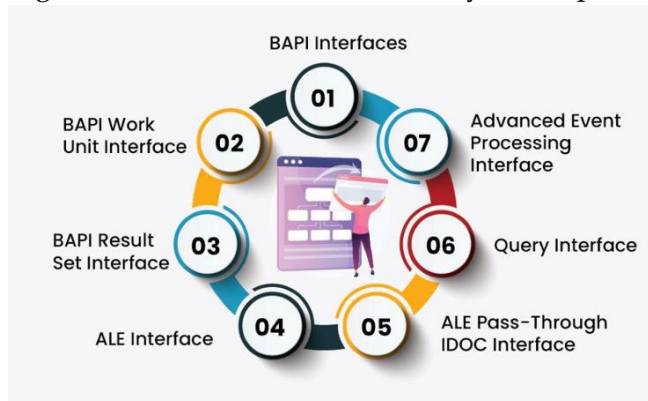 BAPI Interfaces
01
BAPI Work
Unit Interface
02
BAPI Result
Set Interface
03
ALE Interface
04
05
ALE Pass-Through
IDOC Interface
06
Query Interface
07
Advanced Event
Processing
Interface